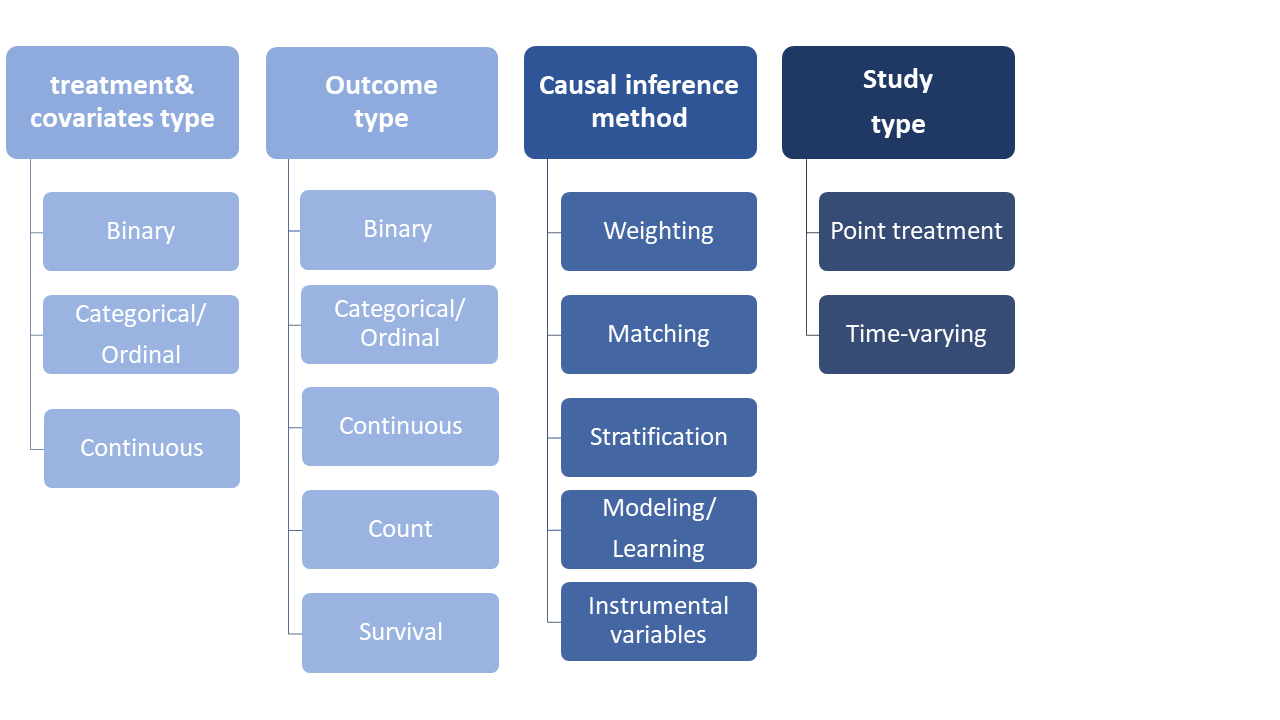 treatment&
covariates type
Binary
Categorical/
Ordinal
Continuous
Outcome
type
Binary
Categorical/
Ordinal
Continuous
Count
Survival
Causal inference
method
Weighting
Matching
Stratification
Modeling/
Learning
Instrumental
variables
Study
type
Point treatment
Time-varying